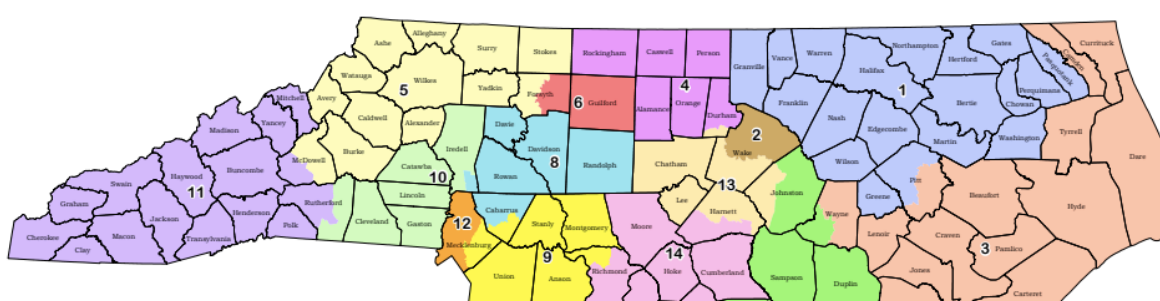 Ashe
Alleghany
Surry
Stokes
Rockingham
Caswell
Person
Granville
Vance
Warren
Northampton
Gates
Hertford
Camden
Currituck
Pasquotank
Perquimans
Chowan
Halifax
1
Bertie
Watauga
Wilkes
5
Yadkin
Forsyth
6
Guilford
4
Alamance
Orange
Durham
Franklin
Nash
Edgecombe
Martin
Washington
Tyrrell
Dare
Mitchell
Avery
Caldwell
Alexander
Iredell
Davie
Davidson
8
Randolph
Chatham
2
Wake
Wilson
Madison
Yancey
McDowell
Burke
Catawba
10
Rowan
Lee
13
Johnston
Greene
Pitt
Beaufort
Hyde
Swain
Haywood
Buncombe
11
Graham
Jackson
Henderson
Rutherford
Polk
Cleveland
Lincoln
Gaston
12
Mecklenburg
Cabarrus
Stanly
Montgomery
Moore
Harnett
Wayne
Lenoir
Craven
3
Pamlico
Cherokee
Macon
Clay
Transylvania
Union
9
Anson
Richmond
14
Hoke
Cumberland
Sampson
Duplin
Jones
Carteret